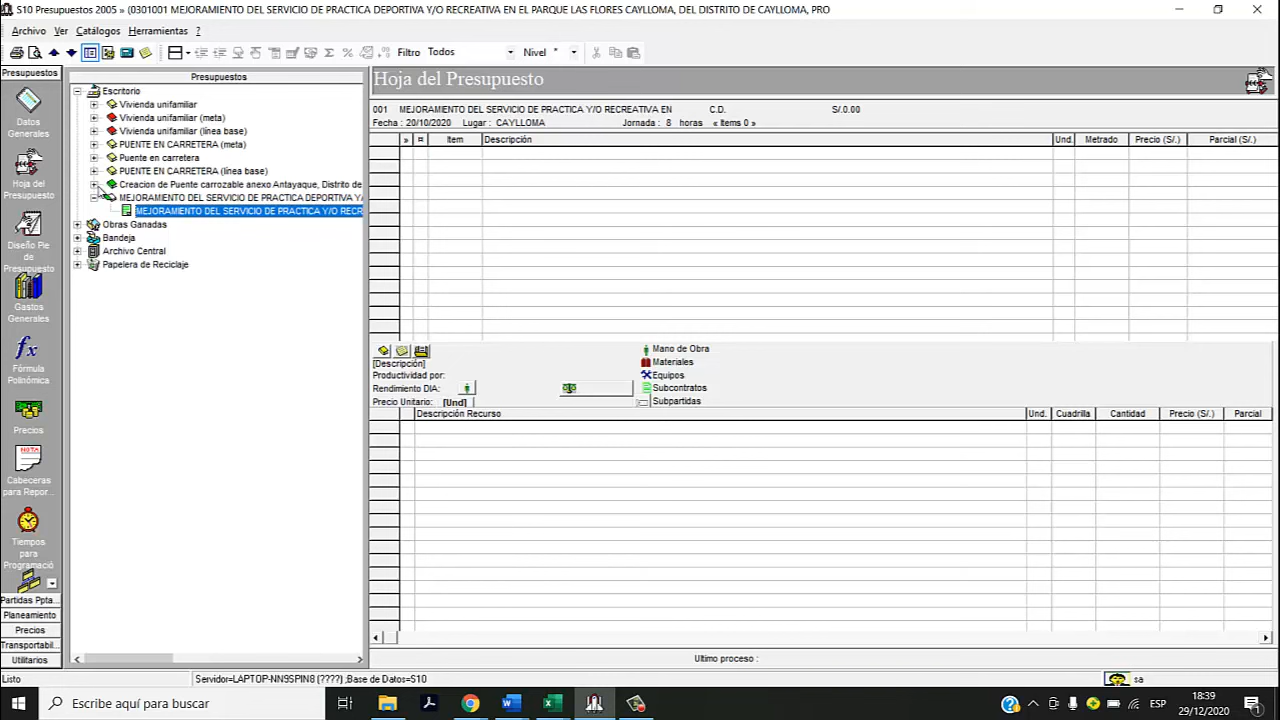 S10 Presupuestos 2005 » (0301001 MEJORAMIENTO DEL SERVICIO DE PRACTICA DEPORTIVA Y/O RECREATIVA EN EL PARQUE LAS FLORES CAYLLOMA, DEL DISTRITO DE CAYLLOMA, PRO
Archivo Ver Catálogos Herramientas ?
Filtro Todos Nivel *
Presupuestos
Datos
Generales
Hoja del
Presupuesto
Diseño Pie
de
Presupuesto
Gastos
Generales
fx
Fórmula
Polinómica
Precios
NOTA
Cabeceras
para Repor...
Tiempos
para
Programació
Partidas Ppta...
Planeamiento
Precios
Transportabil...
Utilitarios
Presupuestos
Escritorio
Vivienda unifamiliar
Vivienda unifamiliar (meta)
Vivienda unifamiliar (línea base)
PUENTE EN CARRETERA (meta)
Puente en carretera
PUENTE EN CARRETERA (línea base)
Creacion de Puente carrozable anexo Antayaque, Distrito de
MEJORAMIENTO DEL SERVICIO DE PRACTICA DEPORTIVA Y/
MEJORAMIENTO DEL SERVICIO DE PRACTICA Y/O RECR
Obras Ganadas
Bandeja
Archivo Central
Papelera de Reciclaje
Hoja del Presupuesto
001 MEJORAMIENTO DEL SERVICIO DE PRACTICA Y/O RECREATIVA EN C.D. S/.0.00
Fecha : 20/10/2020 Lugar : CAYLLOMA Jornada : 8 horas « Items 0 »
» ¤ Item Descripción Und. Metrado Precio (S/.) Parcial (S/.)
[Descripción]
Productividad por:
Rendimiento DIA:
Precio Unitario: [Und]
Mano de Obra
Materiales
Equipos
Subcontratos
Subpartidas
Descripción Recurso Und. Cuadrilla Cantidad Precio (S/.) Parcial
Ultimo proceso :
Listo Servidor=LAPTOP-NN9SPIN8 (????) ;Base de Datos=S10 sa
Escribe aquí para buscar
ESP
18:39
29/12/2020